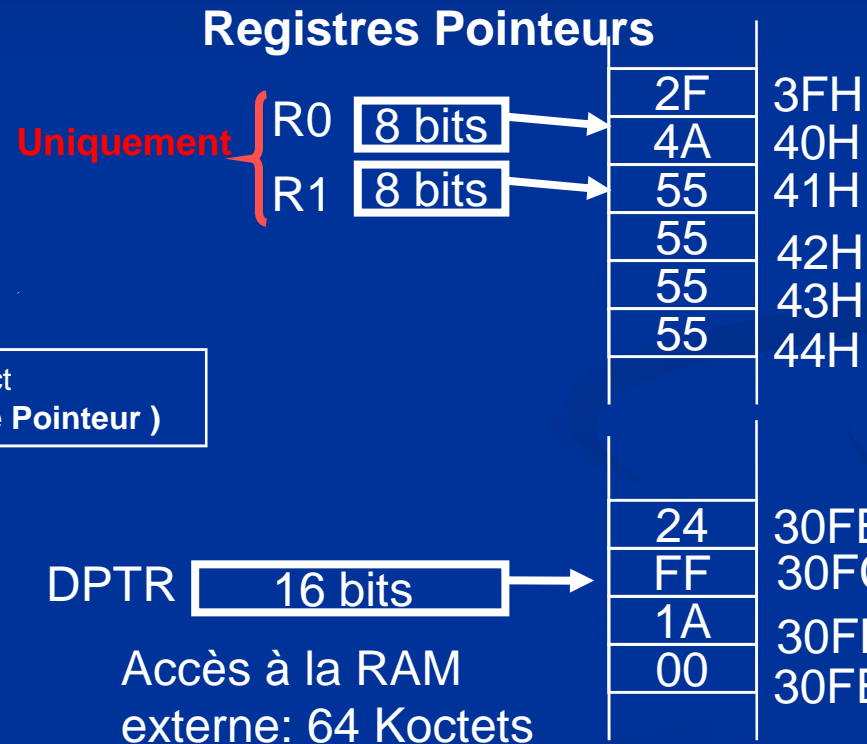 Registres Pointeurs
Uniquement
R0 8 bits
R1 8 bits
2F 3FH
4A 40H
55 41H
55 42H
55 43H
55 44H
Pointeur )
DPTR 16 bits
24
FF
1A
00
Accès à la RAM
externe: 64 Koctets